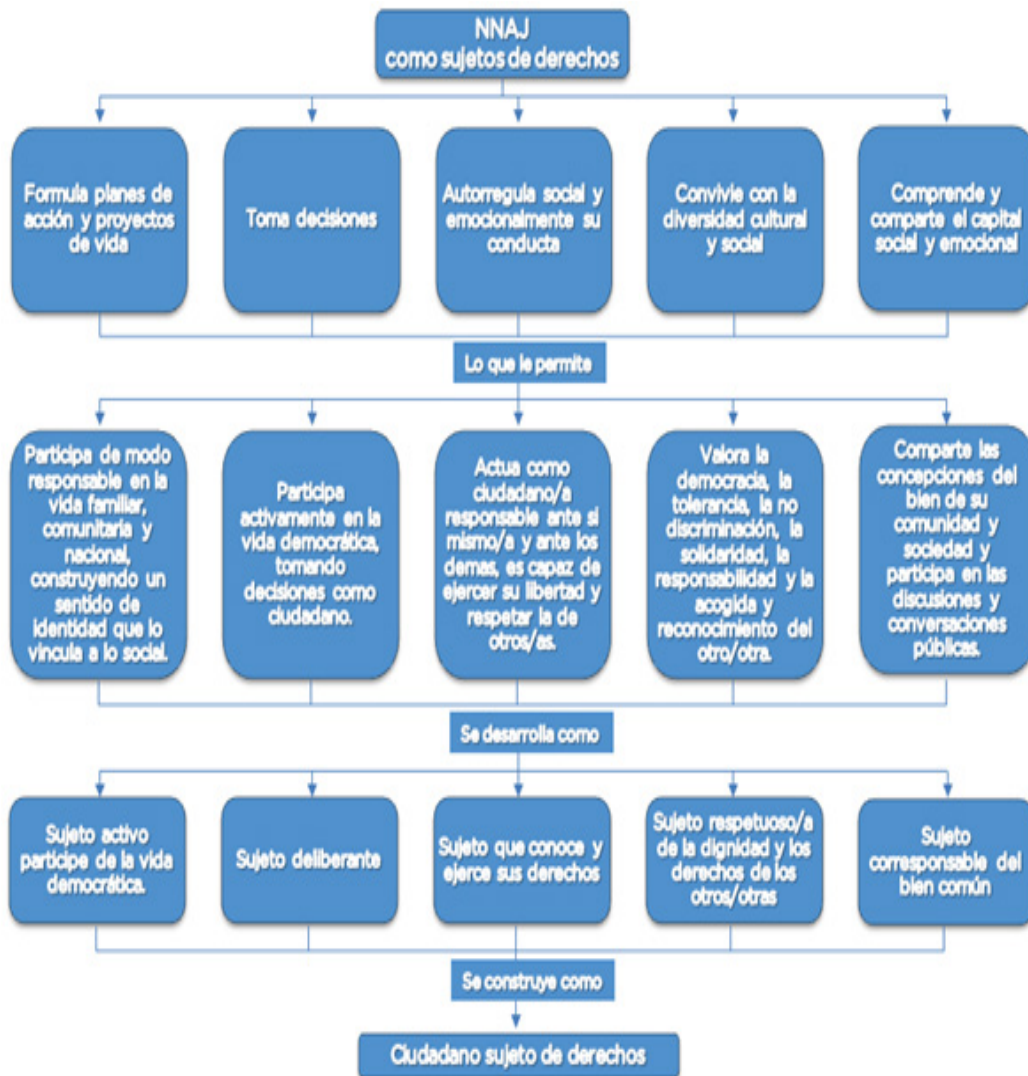 NNAJ
como sujetos de derechos
Formula planes de
acción y proyectos
de vida
Toma decisiones
Autorregula social y
emocionalmente su
conducta
Convivie con la
diversidad cultural
y social
Comprende y
comparte el capital
social y emocional
Lo que le permite
Participa de modo
responsable en la
vida familiar,
comunitaria y
nacional,
construyendo un
sentido de
identidad que lo
vincula a lo social.
Participa
activamente en la
vida democrática,
tomando
decisiones como
ciudadano.
Actua como
ciudadano/a
responsable ante si
mismo/a y ante los
demas, es capaz de
ejercer su libertad y
respetar la de
otros/as.
Valora la
democracia, la
tolerancia, la no
discriminación, la
solidaridad, la
responsabilidad y la
acogida y
reconocimiento del
otro/otra.
Comparte las
concepciones del
bien de su
comunidad y
sociedad y
participa en las
discusiones y
conversaciones
públicas.
Se desarrolla como
Sujeto activo
participe de la vida
democrática.
Sujeto deliberante
Sujeto que conoce y
ejerce sus derechos
Sujeto respetuoso/a
de la dignidad y los
derechos de los
otros/otras
Sujeto
corresponsable del
bien común
Se construye como
Ciudadano sujeto de derechos